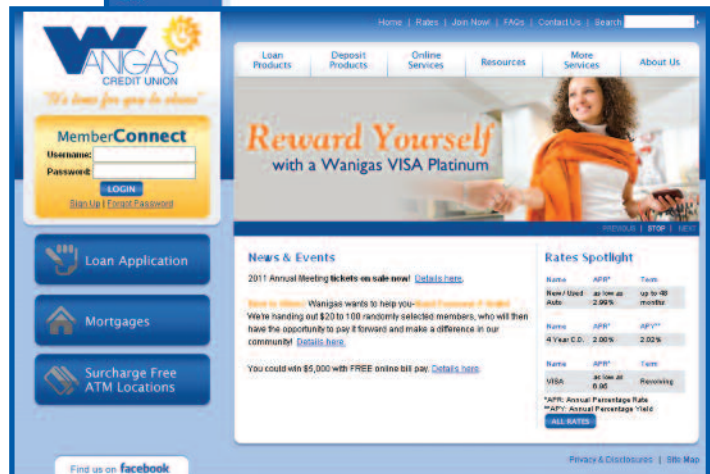 Home | Rates | Join Now! | FAQs | Contact Us | Search
WANIGAS
CREDIT UNION
"It's time for you to shine"
Loan Products
Deposit Products
Online Services
Resources
More Services
About Us
MemberConnect
Username:
Password:
LOGIN
Sign Up | Forgot Password
Reward Yourself
with a Wanigas VISA Platinum
PREVIOUS | STOP | NEXT
Loan Application
Mortgages
Surcharge Free
ATM Locations
Find us on facebook
News & Events
2011 Annual Meeting tickets on sale now! Details here.
Wanigas wants to help you-
We're handing out $20 to 100 randomly selected members, who will then
have the opportunity to pay it forward and make a difference in our
community! Details here.
You could win $5,000 with FREE online bill pay. Details here.
Rates Spotlight
Name APR* Term
New / Used Auto as low as 2.99% up to 48 months
Name APR* APY**
4 Year C.D. 2.00% 2.02%
Name APR* Term
VISA as low as 6.96 Revolving
*APR: Annual Percentage Rate
**APY: Annual Percentage Yield
ALL RATES
Privacy & Disclosures | Site Map